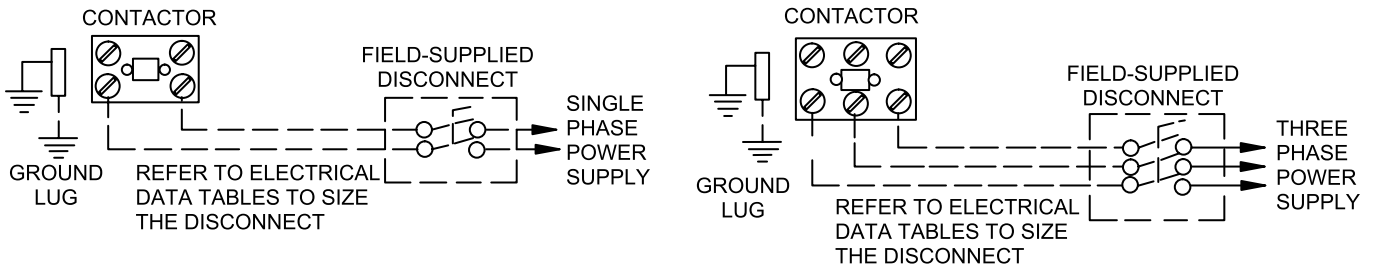 CONTACTOR
FIELD-SUPPLIED
DISCONNECT
SINGLE
PHASE
POWER
SUPPLY
GROUND
LUG
REFER TO ELECTRICAL
DATA TABLES TO SIZE
THE DISCONNECT
CONTACTOR
FIELD-SUPPLIED
DISCONNECT
THREE
PHASE
POWER
SUPPLY
GROUND
LUG
REFER TO ELECTRICAL
DATA TABLES TO SIZE
THE DISCONNECT